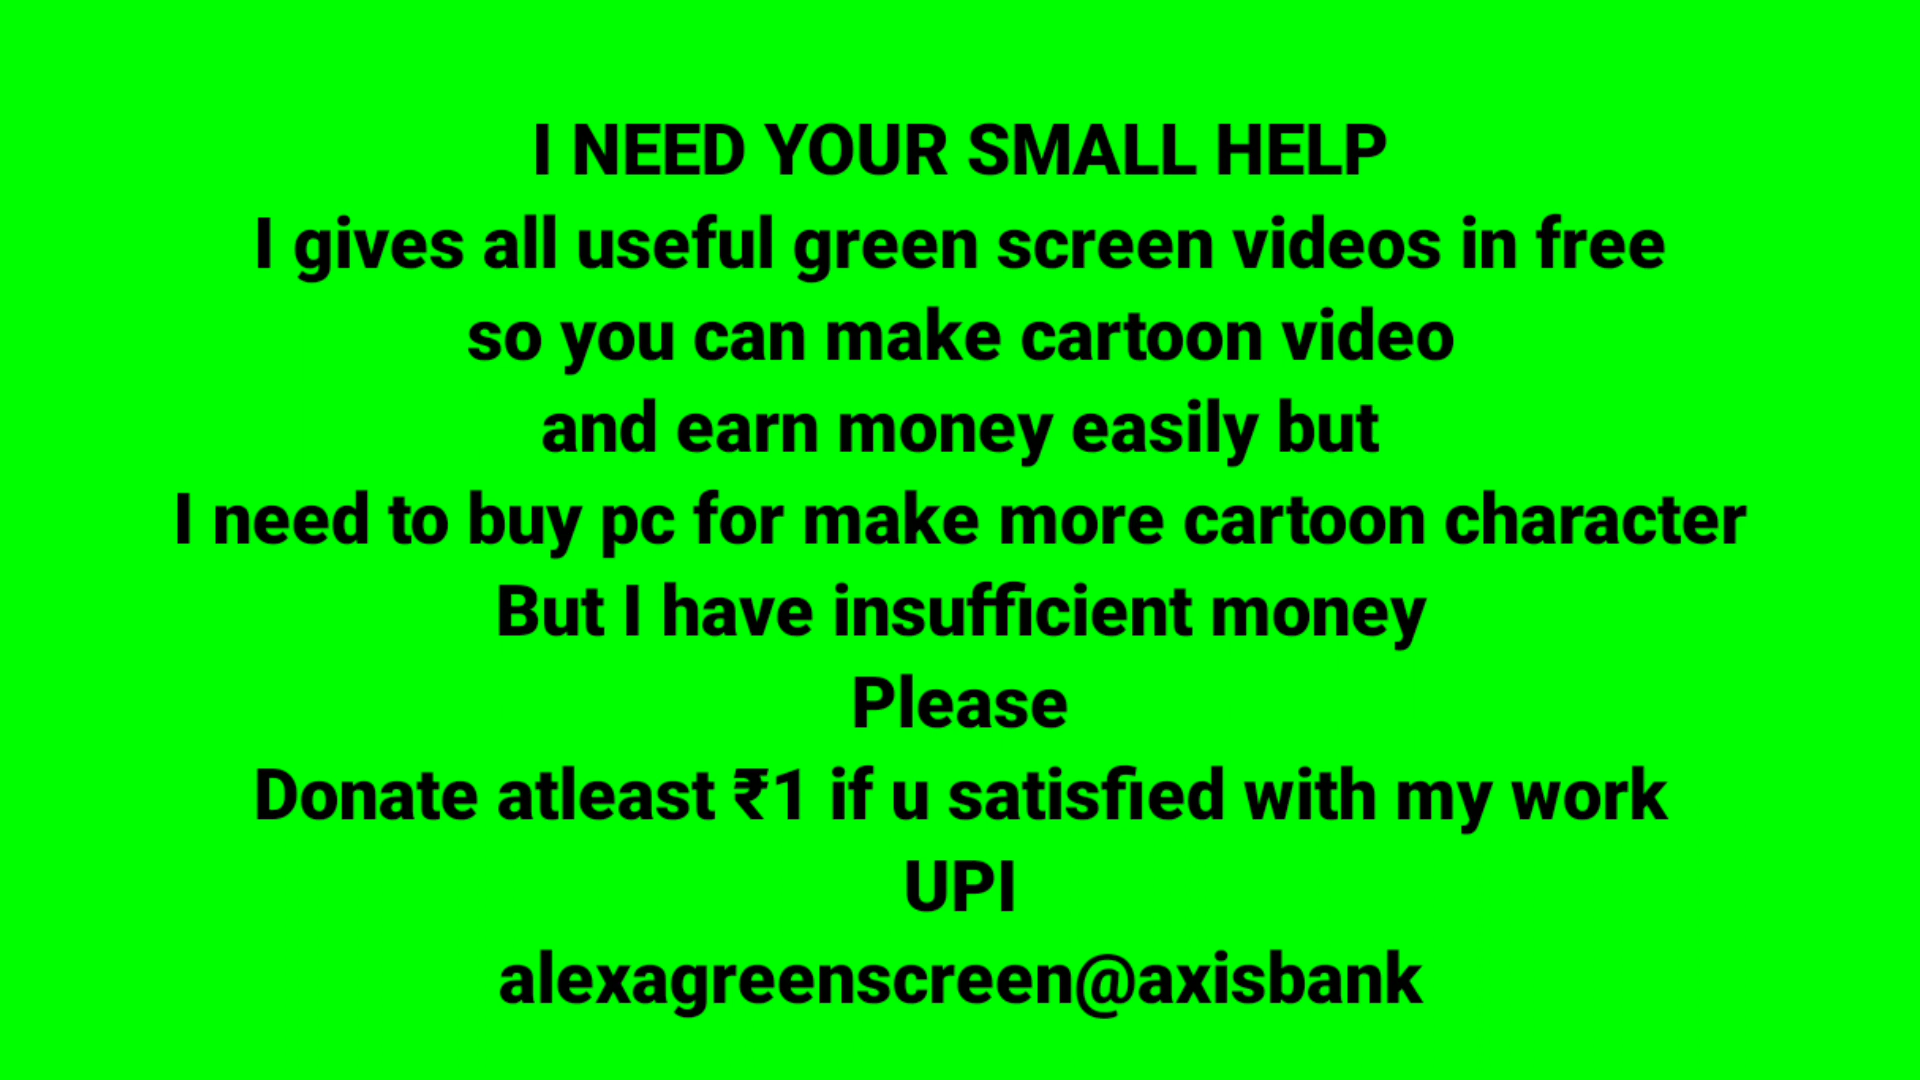 I NEED YOUR SMALL HELP
I gives all useful green screen videos in free
so you can make cartoon video
and earn money easily but
I need to buy pc for make more cartoon character
But I have insufficient money
Please
Donate atleast ₹1 if u satisfied with my work
UPI
alexagreenscreen@axisbank